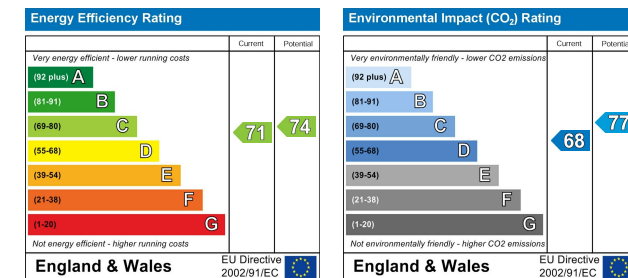 Energy Efficiency Rating
Current Potential
Very energy efficient - lower running costs
(92 plus) A
(81-91) B
(69-80) C
71 74
(55-68) D
(39-54) E
(21-38) F
(1-20) G
Not energy efficient - higher running costs
England & Wales
EU Directive
2002/91/EC
Environmental Impact (CO₂) Rating
Current Potentia
Very environmentally friendly - lower CO2 emissions
(92 plus) A
(81-91) B
(69-80) C
77
(55-68) D
68
(39-54) E
(21-38) F
(1-20) G
Not environmentally friendly - higher CO2 emissions
England & Wales
EU Directive
2002/91/EC